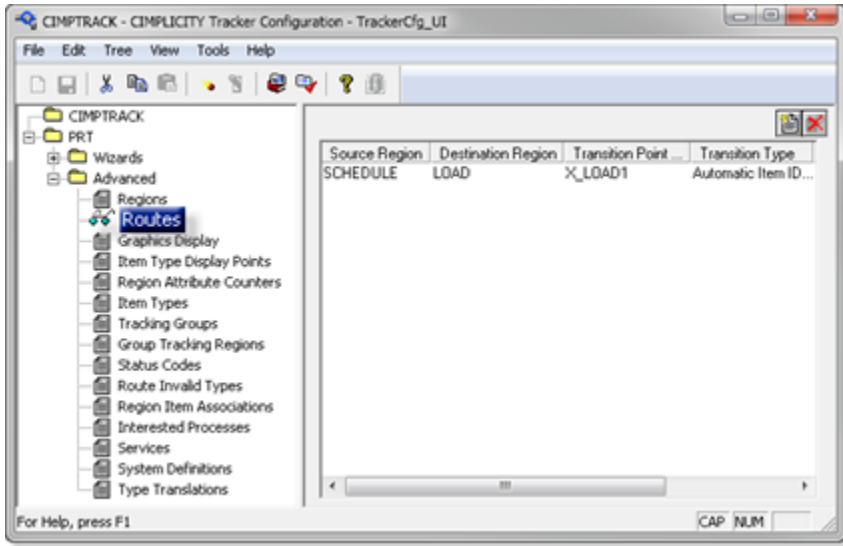 CIMPTRACK - CIMPLICITY Tracker Configuration - TrackerCfg_UI
File Edit Tree View Tools Help
CIMPTRACK
PRT
Wizards
Advanced
Regions
Routes
Graphics Display
Item Type Display Points
Region Attribute Counters
Item Types
Tracking Groups
Group Tracking Regions
Status Codes
Route Invalid Types
Region Item Associations
Interested Processes
Services
System Definitions
Type Translations
Source Region Destination Region Transition Point ... Transition Type
SCHEDULE LOAD X_LOAD1 Automatic Item ID...
For Help, press F1
CAP NUM